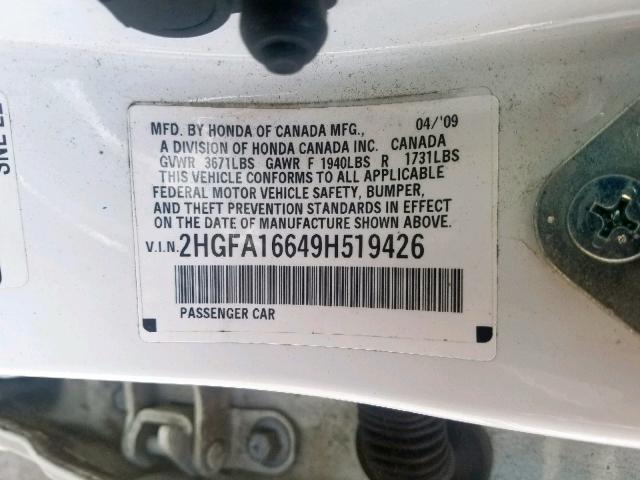 SNE EE
MFD. BY HONDA OF CANADA MFG., 04/'09
A DIVISION OF HONDA CANADA INC. CANADA
GVWR 3671LBS GAWR F 1940LBS R 1731LBS
THIS VEHICLE CONFORMS TO ALL APPLICABLE
FEDERAL MOTOR VEHICLE SAFETY, BUMPER,
AND THEFT PREVENTION STANDARDS IN EFFECT
ON THE DATE OF MANUFACTURE SHOWN ABOVE.
V.I.N. 2HGFA16649H519426
PASSENGER CAR